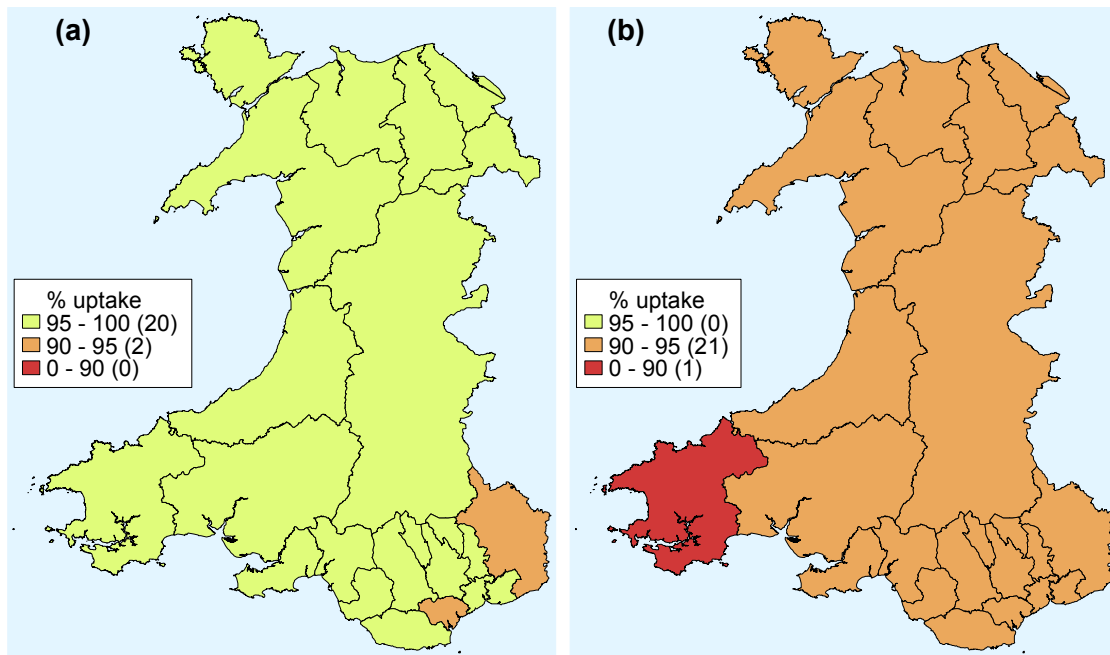 (a)
% uptake
95 - 100 (20)
90 - 95 (2)
0 - 90 (0)
(b)
% uptake
95 - 100 (0)
90 - 95 (21)
0 - 90 (1)